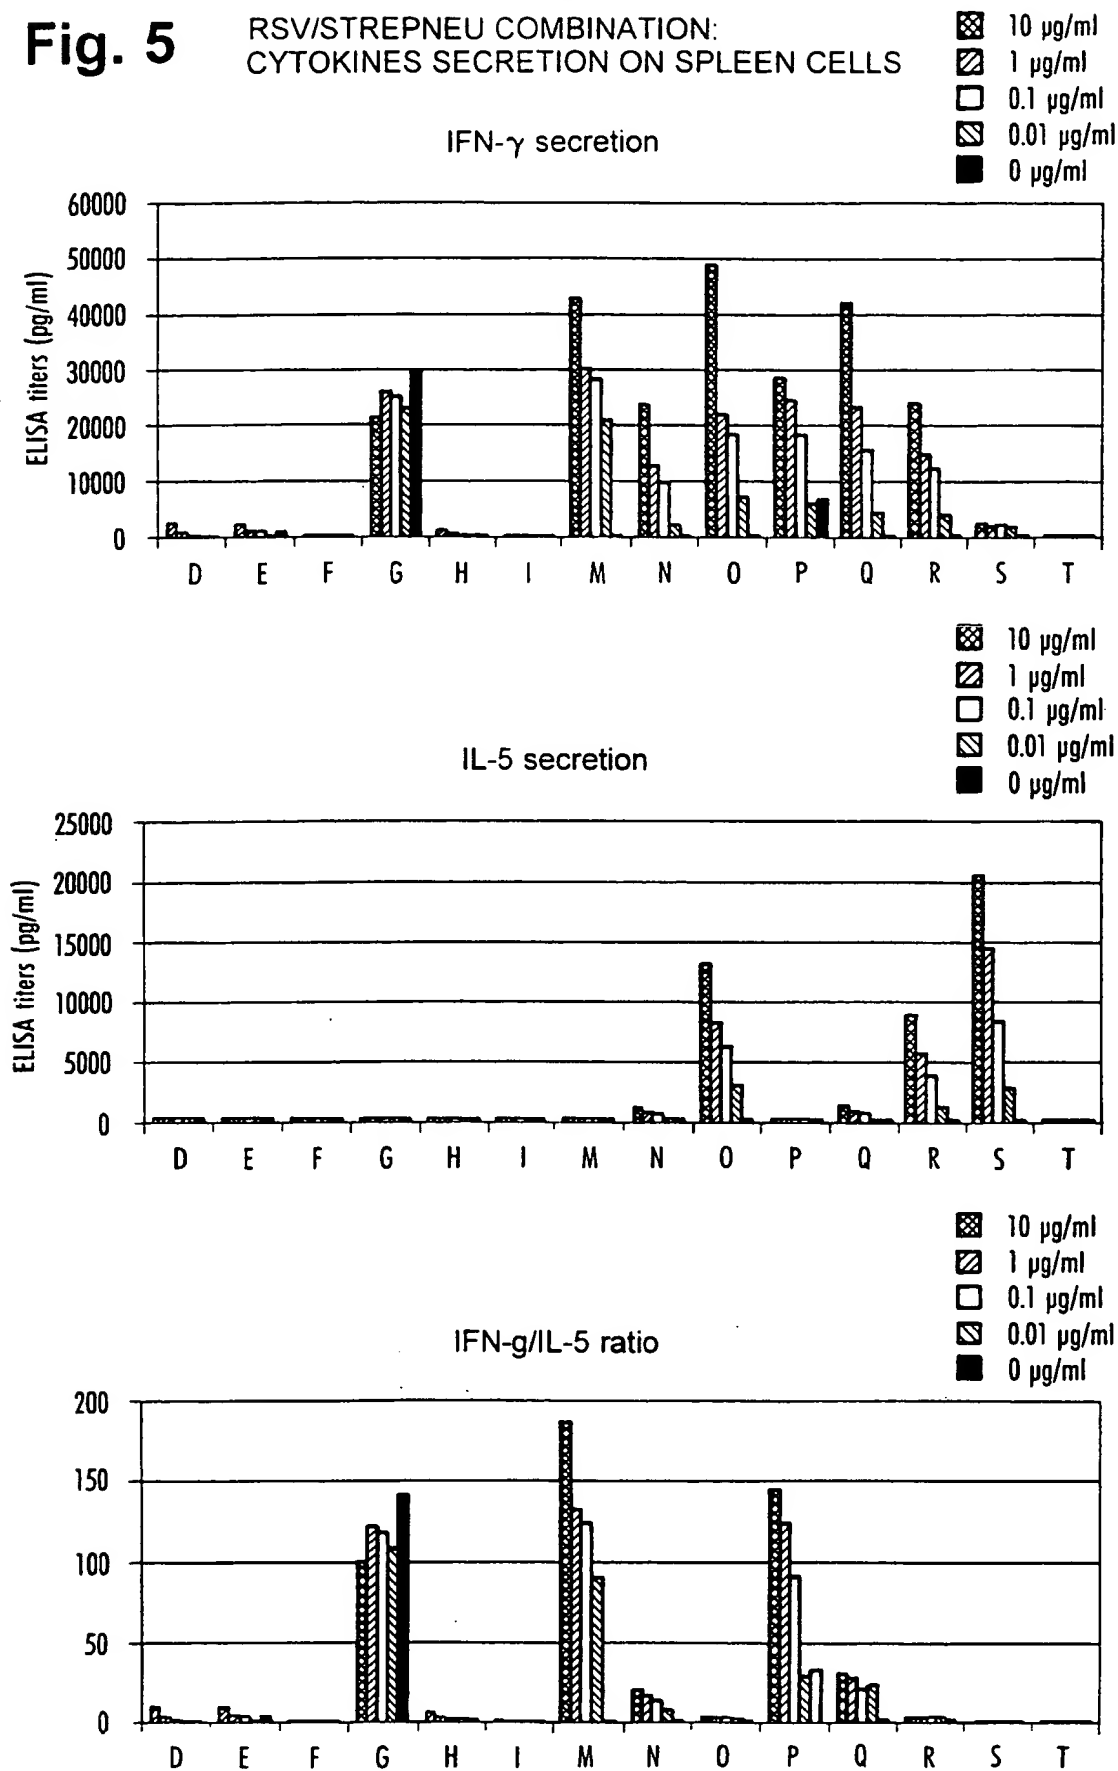 Fig. 5
RSV/STREPNEU COMBINATION:
CYTOKINES SECRETION ON SPLEEN CELLS
10 µg/ml
1 µg/ml
0.1 µg/ml
0.01 µg/ml
0 µg/ml
IFN-γ secretion
ELISA titers (pg/ml)
60000
50000
40000
30000
20000
10000
0
D E F G H I M N O P Q R S T
10 µg/ml
1 µg/ml
0.1 µg/ml
0.01 µg/ml
0 µg/ml
IL-5 secretion
ELISA titers (pg/ml)
25000
20000
15000
10000
5000
0
D E F G H I M N O P Q R S T
10 µg/ml
1 µg/ml
0.1 µg/ml
0.01 µg/ml
0 µg/ml
IFN-g/IL-5 ratio
200
150
100
50
0
D E F G H I M N O P Q R S T